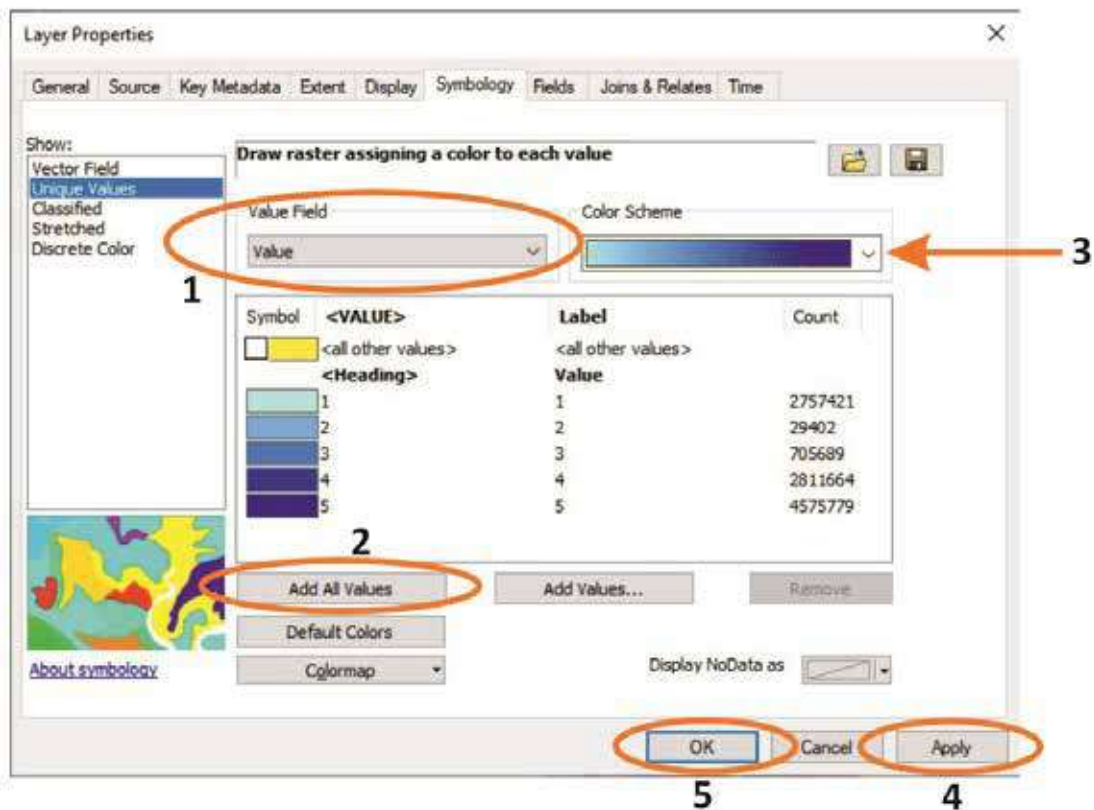 Layer Properties
General Source Key Metadata Extent Display Symbology Fields Joins & Relates Time
Show:
Vector Field
Unique Values
Classified
Stretched
Discrete Color
Draw raster assigning a color to each value
Value Field
Color Scheme
Value
3
1
Symbol <VALUE> Label Count
<all other values> <all other values>
<Heading> Value
1 1 2757421
2 2 29402
3 3 705689
4 4 2811664
5 5 4575779
2
Add All Values Add Values... Remove
Default Colors
About symbology
Colormap
Display NoData as
OK Cancel Apply
5 4